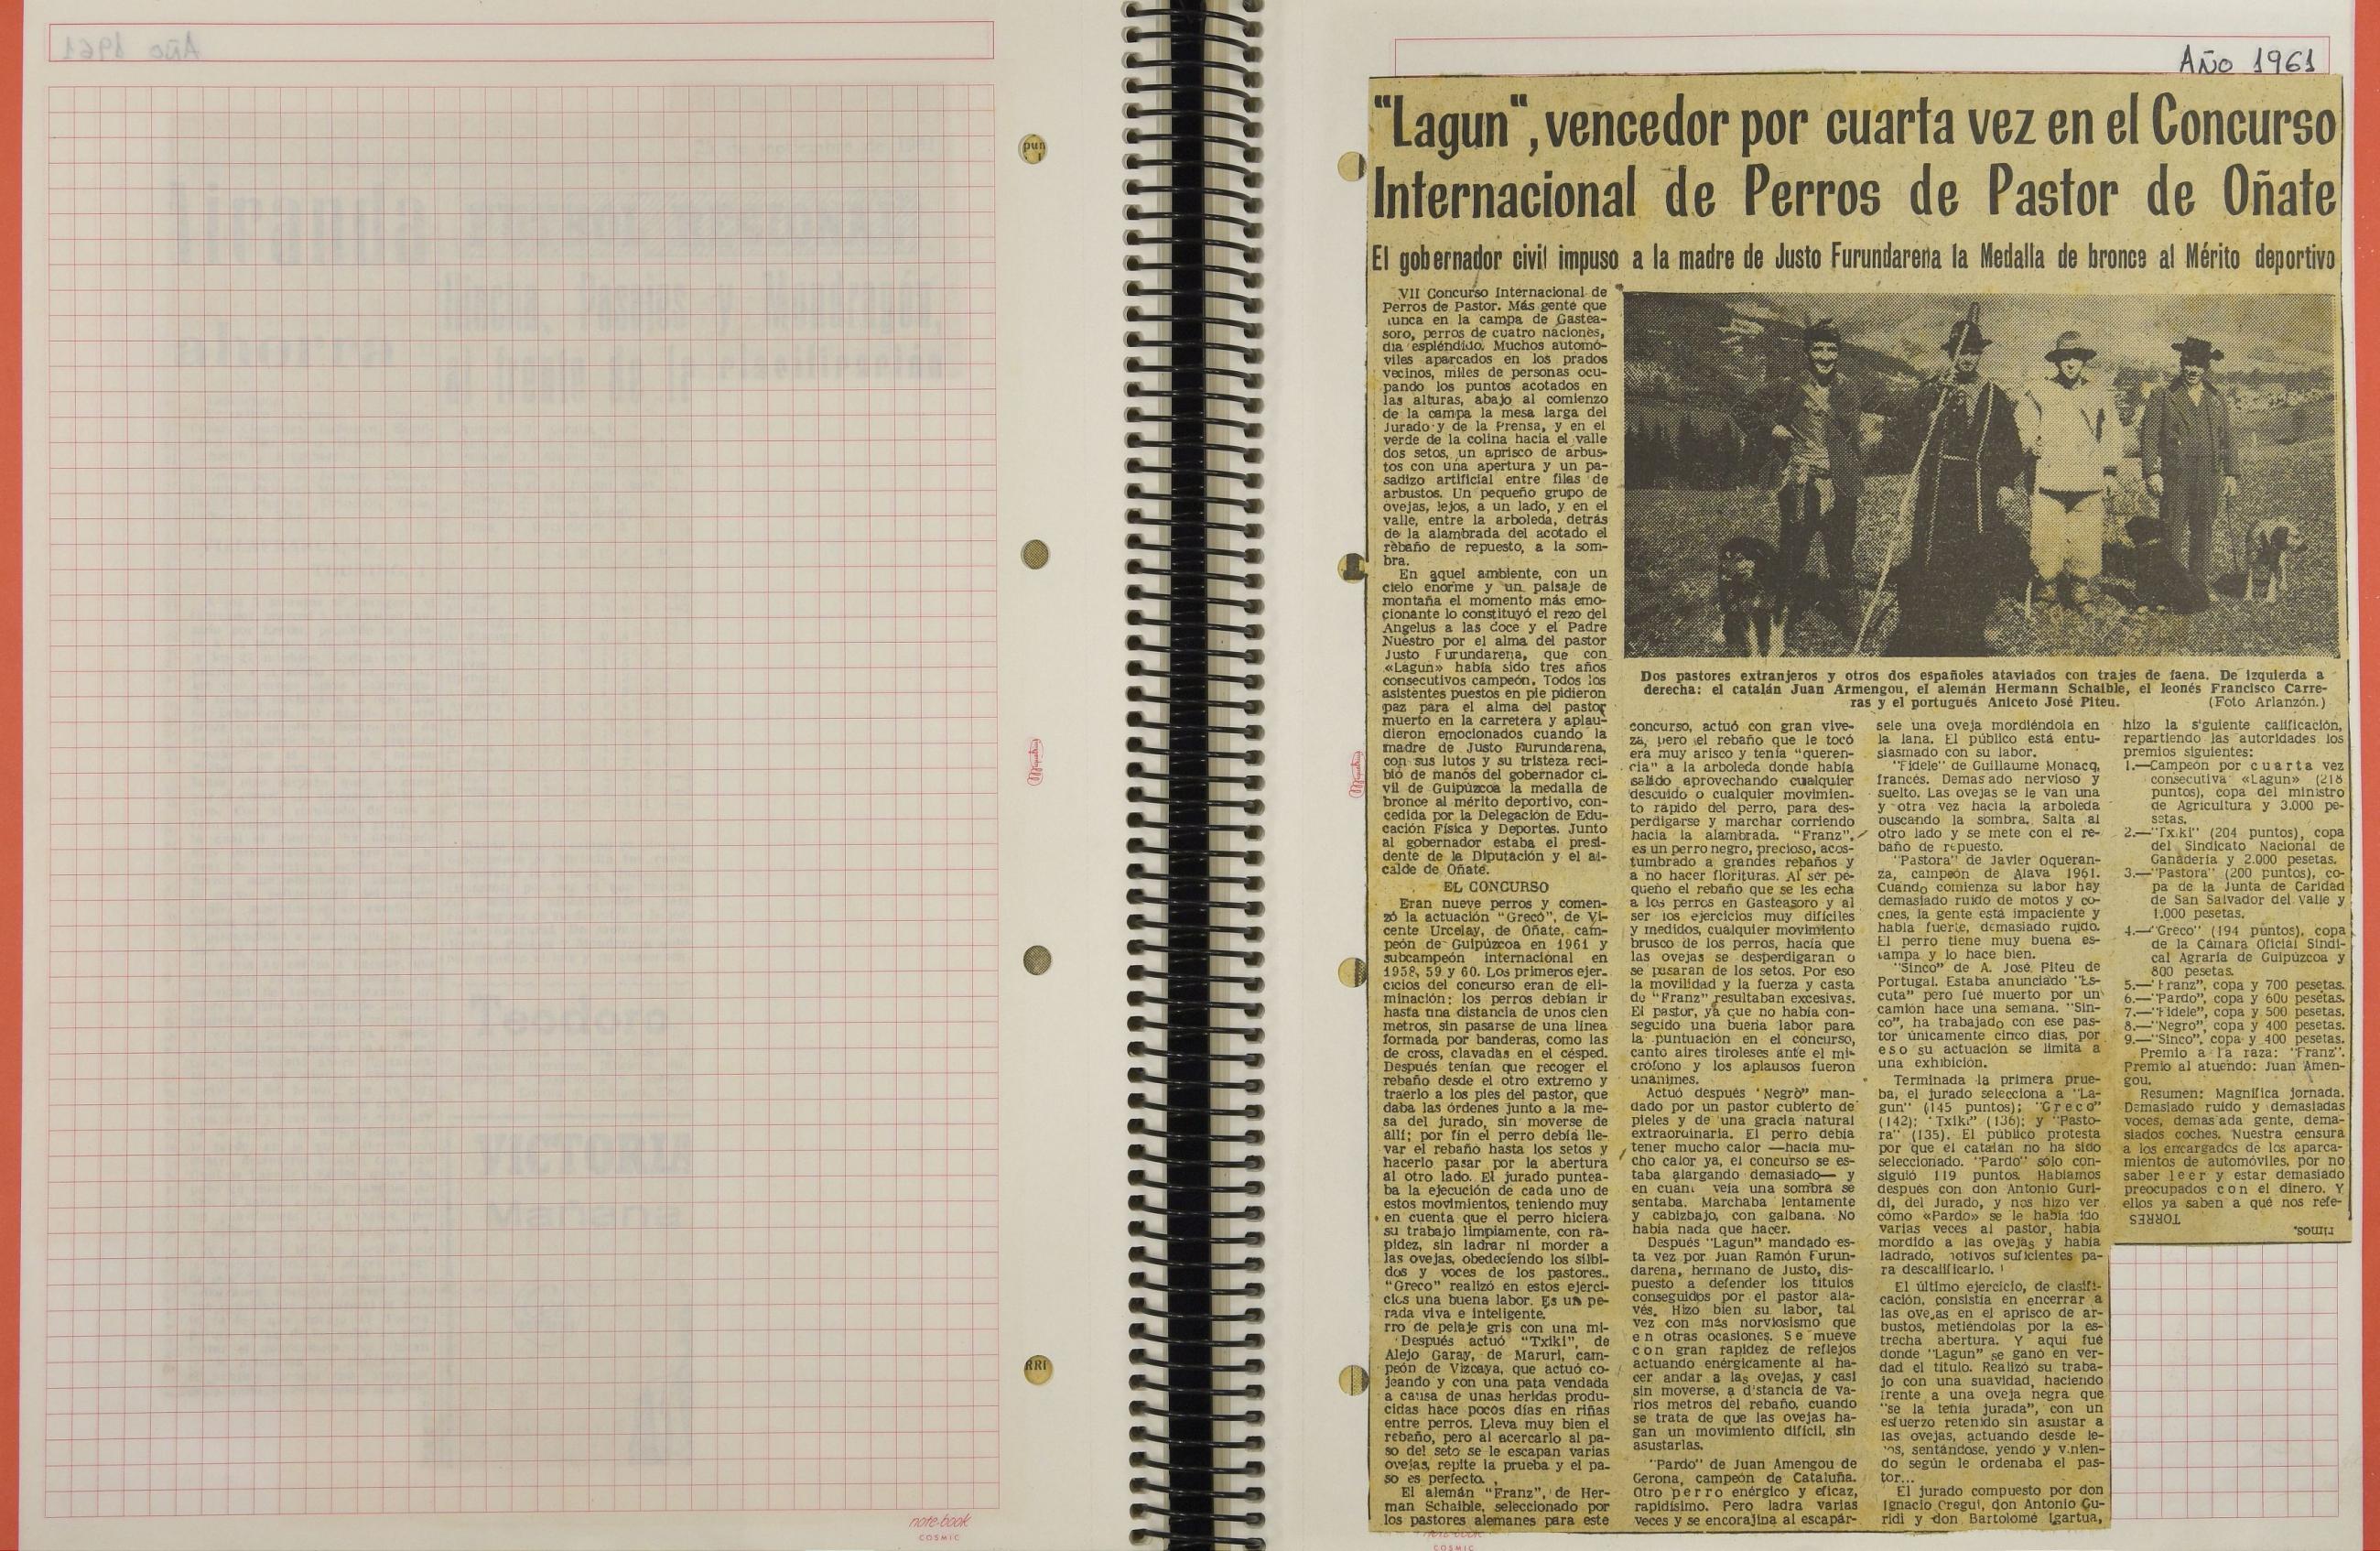 Año 1961
"Lagun", vencedor por cuarta vez en el Concurso
Internacional de Perros de Pastor de Oñate
El gobernador civil impuso a la madre de Justo Furundarena la Medalla de bronce al Mérito deportivo
VII Concurso Internacional de
Perros de Pastor. Más gente que
nunca en la campa de Gastea-
soro, perros de cuatro naciones,
día espléndido. Muchos automó-
viles aparcados en los prados
vecinos, miles de personas ocu-
pando los puntos acotados en
las alturas, abajo al comienzo
de la campa la mesa larga del
Jurado y de la Prensa, y en el
verde de la colina hacia el valle
dos setos, un aprisco de arbus-
tos con una apertura y un pa-
sadizo artificial entre filas de
arbustos. Un pequeño grupo de
ovejas, lejos, a un lado, y en el
valle, entre la arboleda, detrás
de la alambrada del acotado el
rebaño de repuesto, a la som-
bra.
En aquel ambiente, con un
cielo enorme y un paisaje de
montaña el momento más emo-
cionante lo constituyó el rezo del
Angelus a las doce y el Padre
Nuestro por el alma del pastor
Justo Furundarena, que con
«Lagun» había sido tres años
consecutivos campeón. Todos los
asistentes puestos en pie pidieron
paz para el alma del pastor
muerto en la carretera y aplau-
dieron emocionados cuando la
madre de Justo Furundarena,
con sus lutos y su tristeza reci-
bió de manos del gobernador ci-
vil de Guipúzcoa la medalla de
bronce al mérito deportivo, con-
cedida por la Delegación de Edu-
cación Física y Deportes. Junto
al gobernador estaba el presi-
dente de la Diputación y el al-
calde de Oñate.
EL CONCURSO
Eran nueve perros y comen-
zó la actuación "Greco", de Vi-
cente Urcelay, de Oñate, cam-
peón de Guipúzcoa en 1961 y
subcampeón internacional en
1958, 59 y 60. Los primeros ejer-
cicios del concurso eran de eli-
minación: los perros debían ir
hasta una distancia de unos cien
metros, sin pasarse de una línea
formada por banderas, como las
de cross, clavadas en el césped.
Después tenían que recoger el
rebaño desde el otro extremo y
traerlo a los pies del pastor, que
daba las órdenes junto a la me-
sa del jurado, sin moverse de
allí; por fin el perro debía lle-
var el rebaño hasta los setos y
hacerlo pasar por la abertura
al otro lado. El jurado puntea-
ba la ejecución de cada uno de
estos movimientos, teniendo muy
en cuenta que el perro hiciera
su trabajo limpiamente, con ra-
pidez, sin ladrar ni morder a
las ovejas, obedeciendo los silbi-
dos y voces de los pastores.
"Greco" realizó en estos ejerci-
cios una buena labor. Es un pe-
rada viva e inteligente.
rro de pelaje gris con una mi-
Después actuó "Txiki", de
Alejo Garay, de Maruri, cam-
peón de Vizcaya, que actuó co-
jeando y con una pata vendada
a causa de unas heridas produ-
cidas hace pocos días en riñas
entre perros. Lleva muy bien el
rebaño, pero al acercarlo al pa-
so del seto se le escapan varias
ovejas, repite la prueba y el pa-
so es perfecto.
El alemán "Franz", de Her-
man Schaible, seleccionado por
los pastores alemanes para este
Dos pastores extranjeros y otros dos españoles ataviados con trajes de faena. De izquierda a
derecha: el catalán Juan Armengou, el alemán Hermann Schaible, el leonés Francisco Carre-
ras y el portugués Aniceto José Piteu. (Foto Arlanzón.)
concurso, actuó con gran vive-
za, pero el rebaño que le tocó
era muy arisco y tenía "queren-
cia" a la arboleda donde había
salido aprovechando cualquier
descuido o cualquier movimien-
to rápido del perro, para des-
perdigarse y marchar corriendo
hacia la alambrada. "Franz",
es un perro negro, precioso, acos-
tumbrado a grandes rebaños y
a no hacer florituras. Al ser pe-
queño el rebaño que se les echa
a los perros en Gasteasoro y al
ser los ejercicios muy difíciles
y medidos, cualquier movimiento
brusco de los perros, hacía que
las ovejas se desperdigaran o
se pasaran de los setos. Por eso
la movilidad y la fuerza y casta
de "Franz" resultaban excesivas.
El pastor, ya que no había con-
seguido una buena labor para
la puntuación en el concurso,
canto aires tiroleses ante el mi-
crófono y los aplausos fueron
unánimes.
Actuó después "Negro" man-
dado por un pastor cubierto de
pieles y de una gracia natural
extraordinaria. El perro debía
tener mucho calor —hacía mu-
cho calor ya, el concurso se es-
taba alargando demasiado— y
en cuant veía una sombra se
sentaba. Marchaba lentamente
y cabizbajo, con galbana. No
había nada que hacer.
Después "Lagun" mandado es-
ta vez por Juan Ramón Furun-
darena, hermano de Justo, dis-
puesto a defender los títulos
conseguidos por el pastor ala-
vés. Hizo bien su labor, tal
vez con más norviosismo que
en otras ocasiones. Se mueve
con gran rapidez de reflejos
actuando enérgicamente al ha-
cer andar a las ovejas, y casi
sin moverse, a d'stancia de va-
rios metros del rebaño, cuando
se trata de que las ovejas ha-
gan un movimiento difícil, sin
asustarlas.
"Pardo" de Juan Amengou de
Gerona, campeón de Cataluña.
Otro perro enérgico y eficaz,
rapidísimo. Pero ladra varias
veces y se encorajina al escapár-
sele una oveja mordiéndola en
la lana. El público está entu-
siasmado con su labor.
"Fidele" de Guillaume Monacq,
francés. Demas ado nervioso y
suelto. Las ovejas se le van una
y otra vez hacia la arboleda
buscando la sombra. Salta al
otro lado y se mete con el re-
baño de repuesto.
"Pastora" de Javier Oqueran-
za, campeón de Alava 1961.
Cuando comienza su labor hay
demasiado ruido de motos y co-
ches, la gente está impaciente y
habla fuerte, demasiado ruido.
El perro tiene muy buena es-
tampa y lo hace bien.
"Sinco" de A. José Piteu de
Portugal. Estaba anunciado "Es-
cuta" pero fué muerto por un
camión hace una semana. "Sin-
co", ha trabajado con ese pas-
tor únicamente cinco días, por
eso su actuación se limita a
una exhibición.
Terminada la primera prue-
ba, el jurado selecciona a "La-
gun" (145 puntos); "Greco"
(142); "Txiki" (136); y "Pasto-
ra" (135). El público protesta
por que el catalán no ha sido
seleccionado. "Pardo" sólo con-
siguió 119 puntos. Hablamos
después con don Antonio Guri-
di, del Jurado, y nos hizo ver
cómo «Pardo» se le había ido
varias veces al pastor, había
mordido a las ovejas y había
ladrado, motivos suficientes pa-
ra descalificarlo.
El último ejercicio, de clasifi-
cación, consistía en encerrar a
las ovejas en el aprisco de ar-
bustos, metiéndolas por la es-
trecha abertura. Y aquí fué
donde "Lagun" se ganó en ver-
dad el título. Realizó su traba-
jo con una suavidad, haciendo
frente a una oveja negra que
"se la tenía jurada", con un
esfuerzo retenido sin asustar a
las ovejas, actuando desde le-
jos, sentándose, yendo y vinien-
do según le ordenaba el pas-
tor...
El jurado compuesto por don
Ignacio Oregui, don Antonio Gu-
ridi y don Bartolomé Igartua,
hizo la s'guiente calificación,
repartiendo las autoridades los
premios siguientes:
1.—Campeón por cuarta vez
consecutiva «Lagun» (218
puntos), copa del ministro
de Agricultura y 3.000 pe-
setas.
2.—"Txiki" (204 puntos), copa
del Sindicato Nacional de
Ganadería y 2.000 pesetas.
3.—"Pastora" (200 puntos), co-
pa de la Junta de Caridad
de San Salvador del Valle y
1.000 pesetas.
4.—"Greco" (194 puntos), copa
de la Cámara Oficial Sindi-
cal Agraria de Guipúzcoa y
800 pesetas.
5.—"Franz", copa y 700 pesetas.
6.—"Pardo", copa y 600 pesetas.
7.—"Fidele", copa y 500 pesetas.
8.—"Negro", copa y 400 pesetas.
9.—"Sinco", copa y 400 pesetas.
Premio a la raza: "Franz".
Premio al atuendo: Juan Amen-
gou.
Resumen: Magnífica jornada.
Demasiado ruido y demasiadas
voces, demas ada gente, dema-
siados coches. Nuestra censura
a los encargados de los aparca-
mientos de automóviles, por no
saber leer y estar demasiado
preocupados con el dinero. Y
ellos ya saben a qué nos refe-
TORRES
rimos.
note-book
COSMIC
note-book
COSMIC
pun
RRI